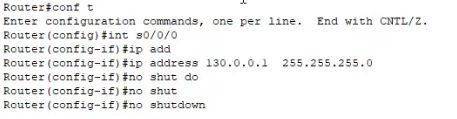 Router#conf t
Enter configuration commands, one per line.  End with CNTL/Z.
Router(config)#int s0/0/0
Router(config-if)#ip add
Router(config-if)#ip address 130.0.0.1  255.255.255.0
Router(config-if)#no shut do
Router(config-if)#no shut
Router(config-if)#no shutdown